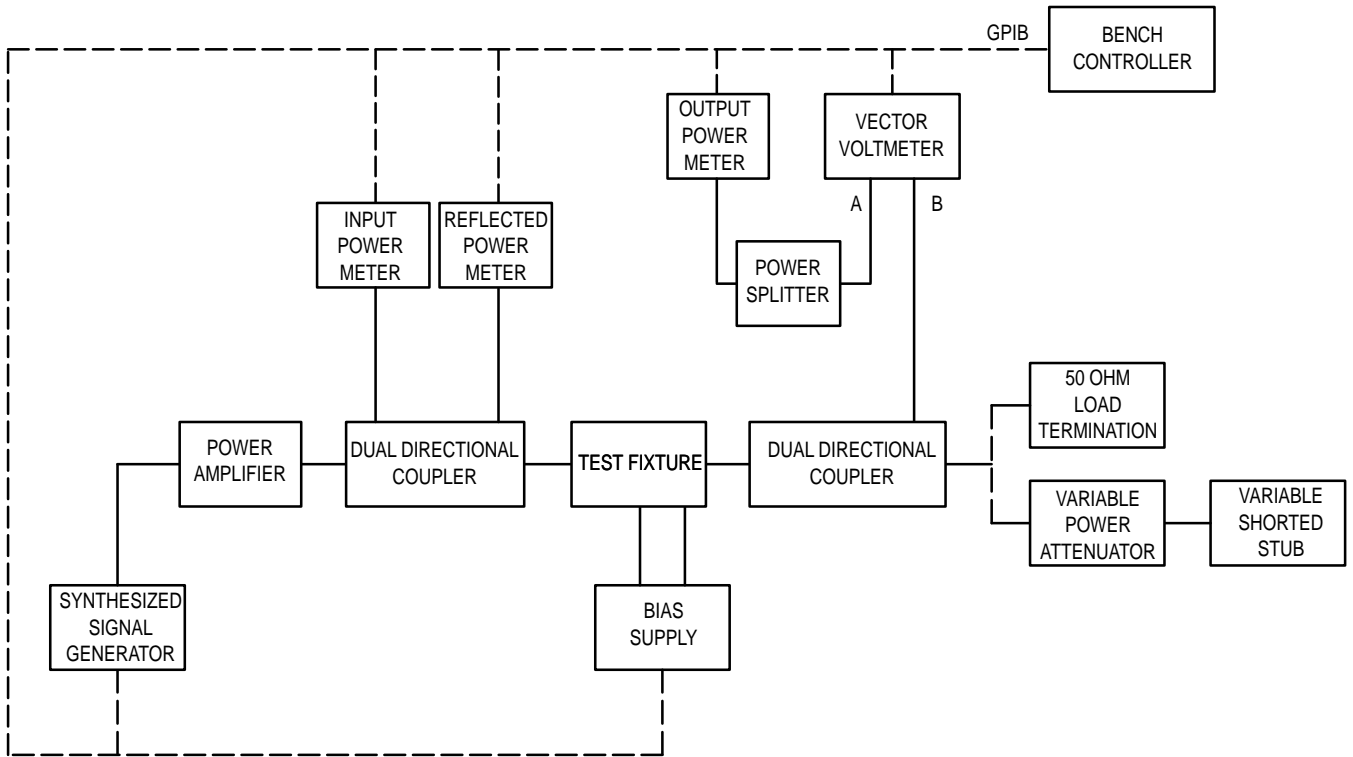 GPIB
BENCH
CONTROLLER
OUTPUT
POWER
METER
VECTOR
VOLTMETER
A
B
INPUT
POWER
METER
REFLECTED
POWER
METER
POWER
SPLITTER
50 OHM
LOAD
TERMINATION
POWER
AMPLIFIER
DUAL DIRECTIONAL
COUPLER
TEST FIXTURE
DUAL DIRECTIONAL
COUPLER
VARIABLE
POWER
ATTENUATOR
VARIABLE
SHORTED
STUB
SYNTHESIZED
SIGNAL
GENERATOR
BIAS
SUPPLY